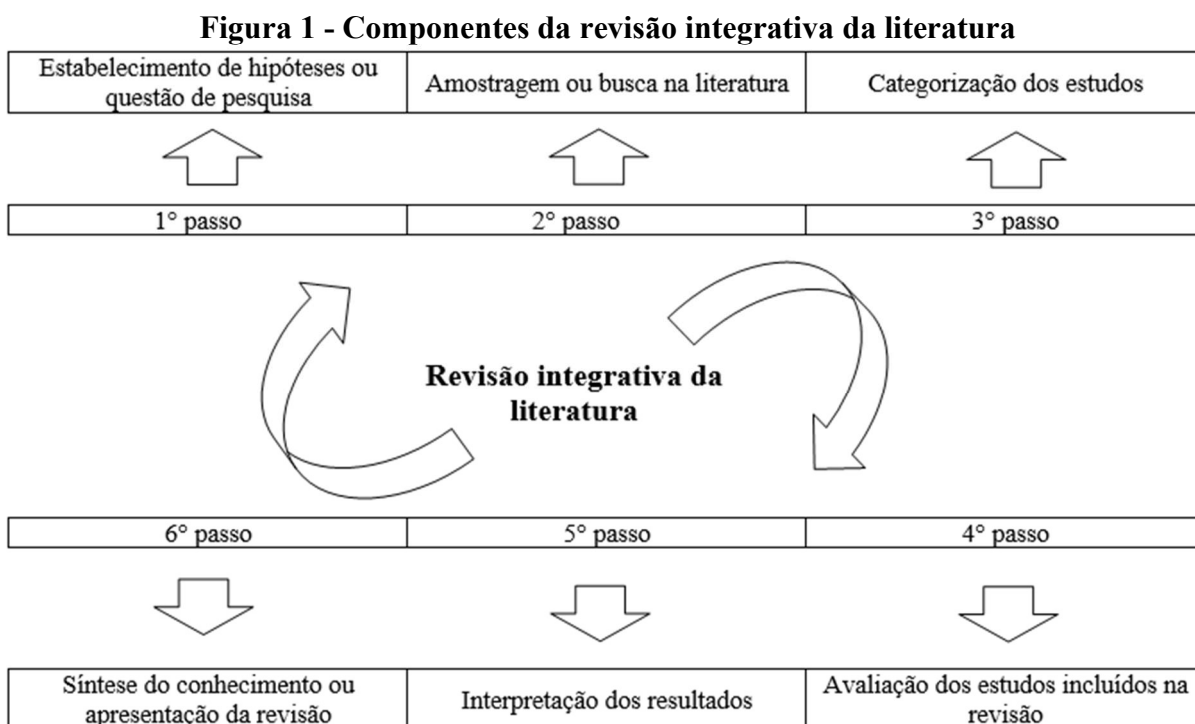 Figura 1 - Componentes da revisão integrativa da literatura
Estabelecimento de hipóteses ou
questão de pesquisa
Amostragem ou busca na literatura
Categorização dos estudos
1° passo
2° passo
3° passo
Revisão integrativa da
literatura
6° passo
5° passo
4° passo
Síntese do conhecimento ou
apresentação da revisão
Interpretação dos resultados
Avaliação dos estudos incluídos na
revisão